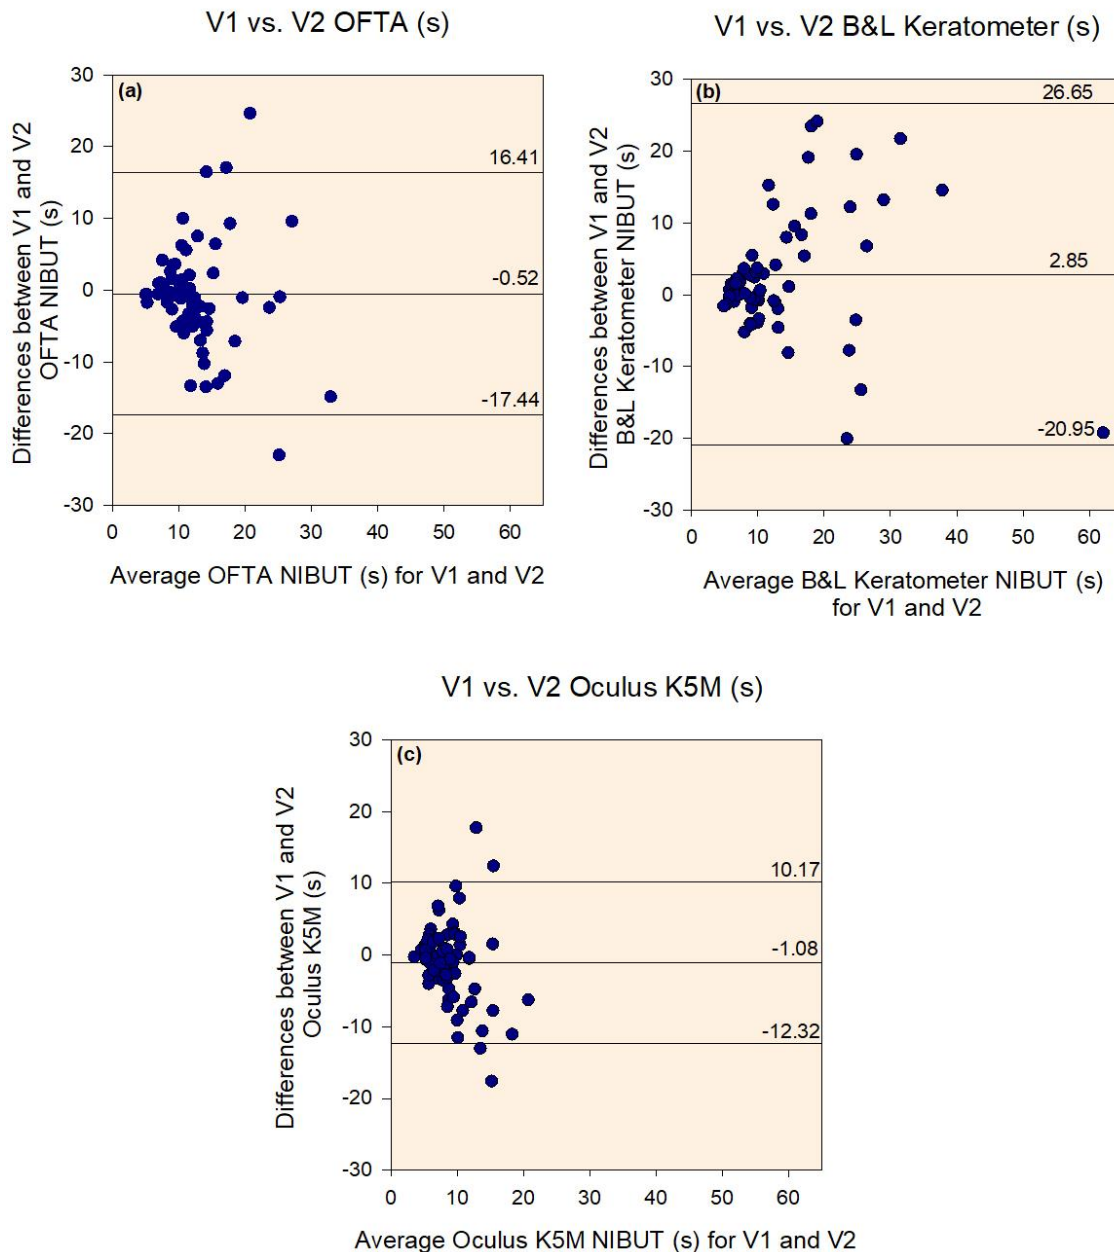 V1 vs. V2 OFTA (s)
(a)
30
20
10
0
-10
-20
-30
16.41
-0.52
-17.44
Differences between V1 and V2
OFTA NIBUT (s)
0 10 20 30 40 50 60
Average OFTA NIBUT (s) for V1 and V2
V1 vs. V2 B&L Keratometer (s)
(b)
30
20
10
0
-10
-20
-30
26.65
2.85
-20.95
Differences between V1 and V2
B&L Keratometer NIBUT (s)
0 10 20 30 40 50 60
Average B&L Keratometer NIBUT (s)
for V1 and V2
V1 vs. V2 Oculus K5M (s)
(c)
30
20
10
0
-10
-20
-30
10.17
-1.08
-12.32
Differences between V1 and V2
Oculus K5M (s)
0 10 20 30 40 50 60
Average Oculus K5M NIBUT (s) for V1 and V2